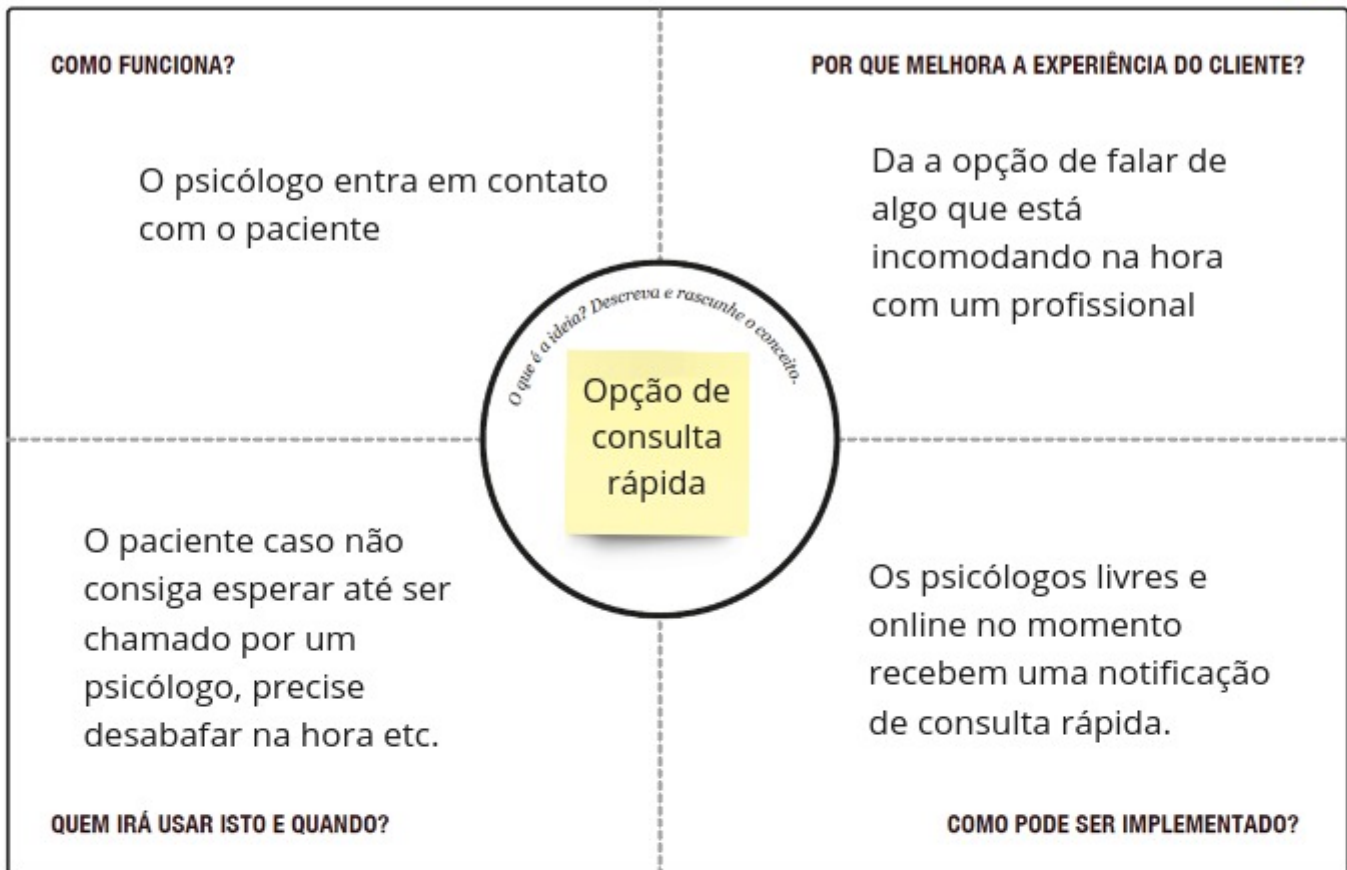 COMO FUNCIONA?
O psicólogo entra em contato
com o paciente
POR QUE MELHORA A EXPERIÊNCIA DO CLIENTE?
Da a opção de falar de
algo que está
incomodando na hora
com um profissional
O que é a ideia? Descreva e rascunhe o conceito.
Opção de
consulta
rápida
O paciente caso não
consiga esperar até ser
chamado por um
psicólogo, precise
desabafar na hora etc.
QUEM IRÁ USAR ISTO E QUANDO?
Os psicólogos livres e
online no momento
recebem uma notificação
de consulta rápida.
COMO PODE SER IMPLEMENTADO?